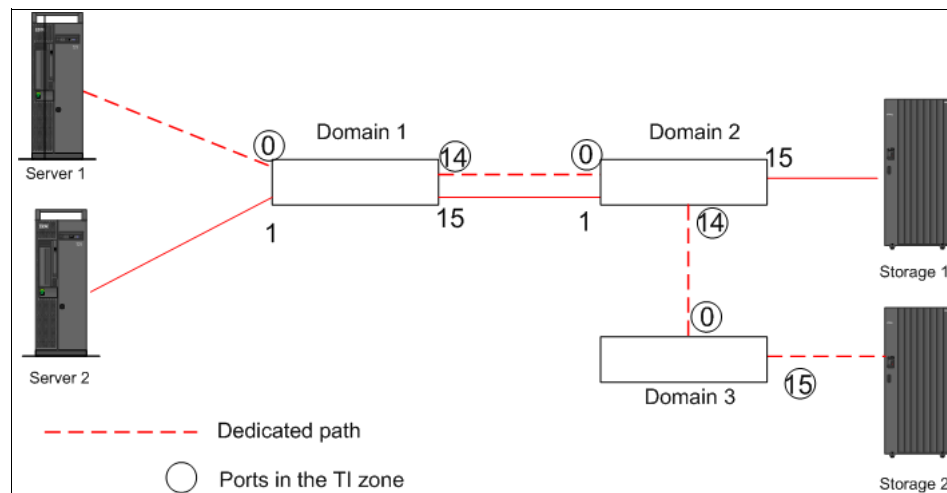 Server 1
0
Domain 1
14
0
Domain 2
15
1
15
1
14
Storage 1
Server 2
0
15
Domain 3
Dedicated path
Ports in the TI zone
Storage 2